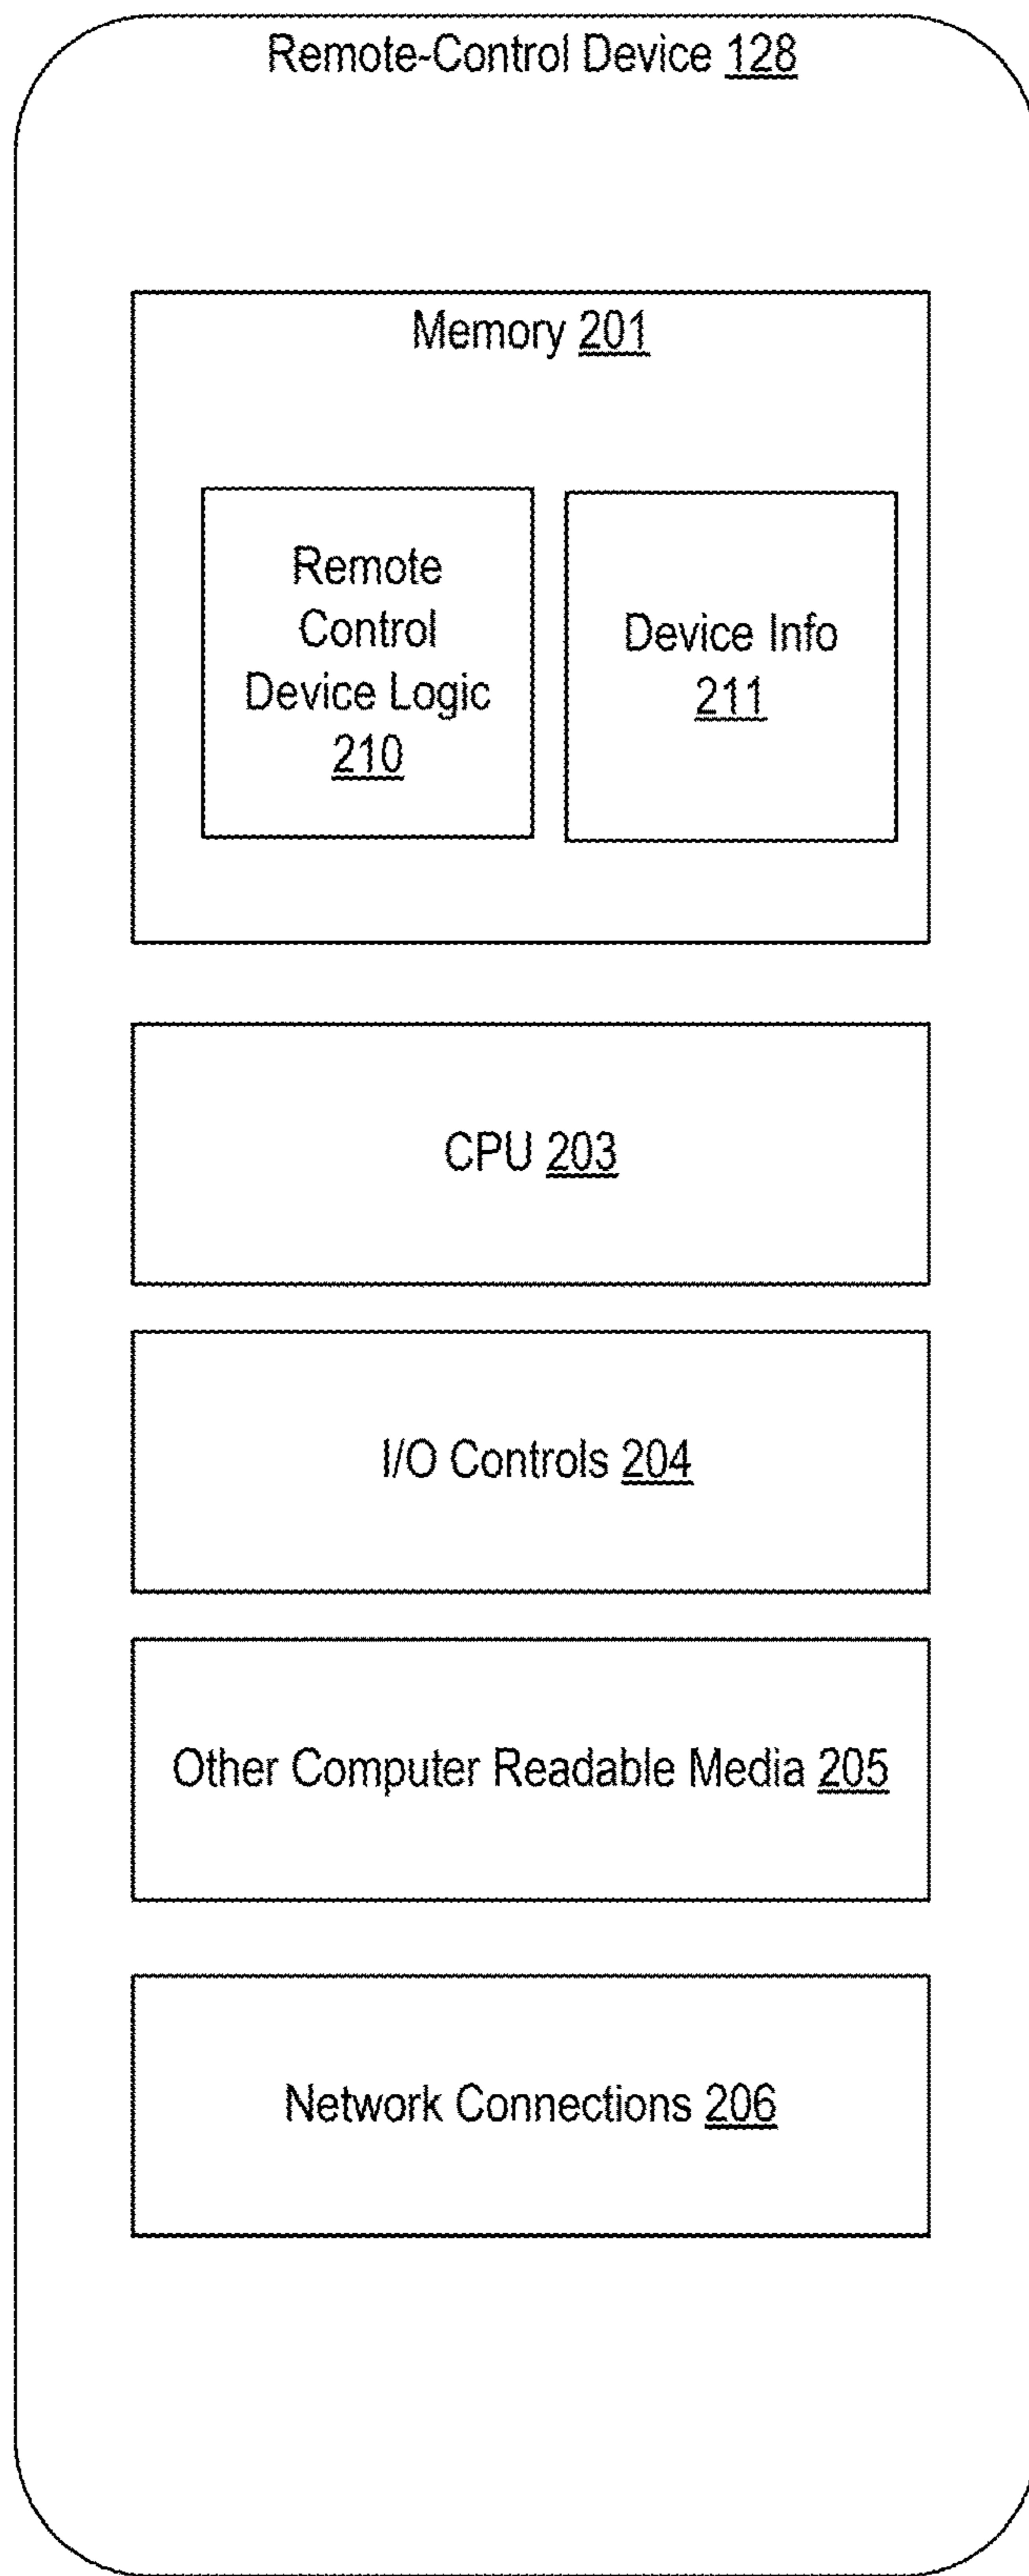 Remote-Control Device 128
Memory 201
Remote
Control
Device Logic
210
Device Info
211
CPU 203
I/O Controls 204
Other Computer Readable Media 205
Network Connections 206